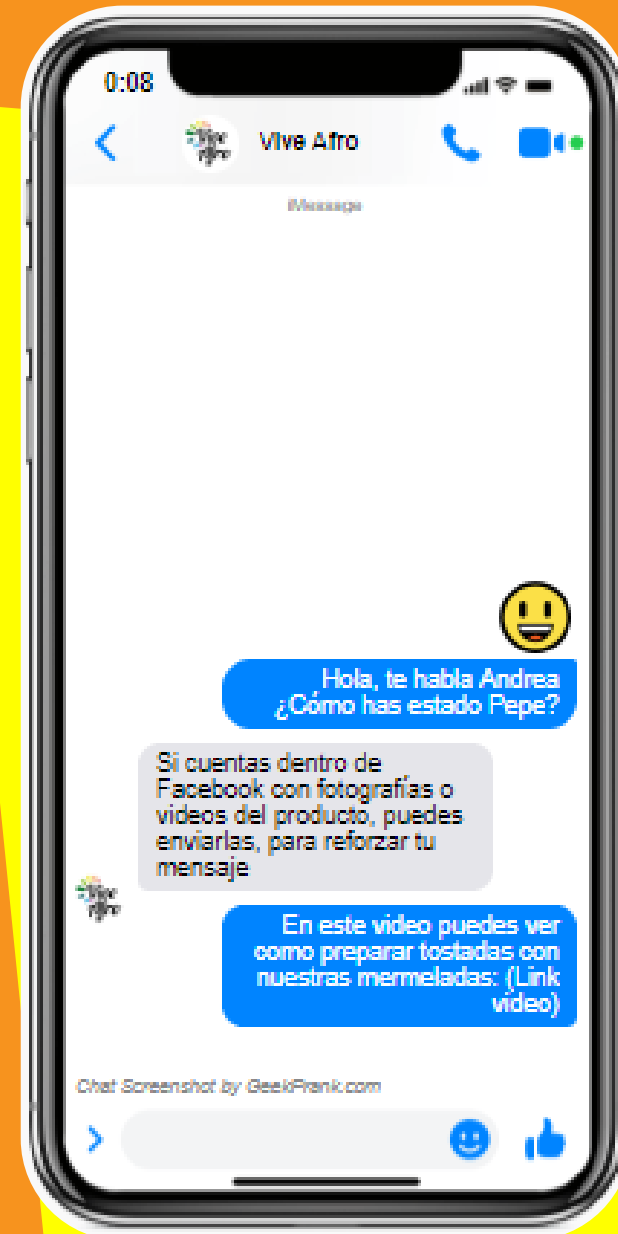 0:08
Vive Afro
iMessage
Hola, te habla Andrea
¿Cómo has estado Pepe?
Si cuentas dentro de
Facebook con fotografías o
videos del producto, puedes
enviarlas, para reforzar tu
mensaje
Vive
Afro
En este video puedes ver
como preparar tostadas con
nuestras mermeladas: (Link
video)
Chat Screenshot by GeekPrank.com